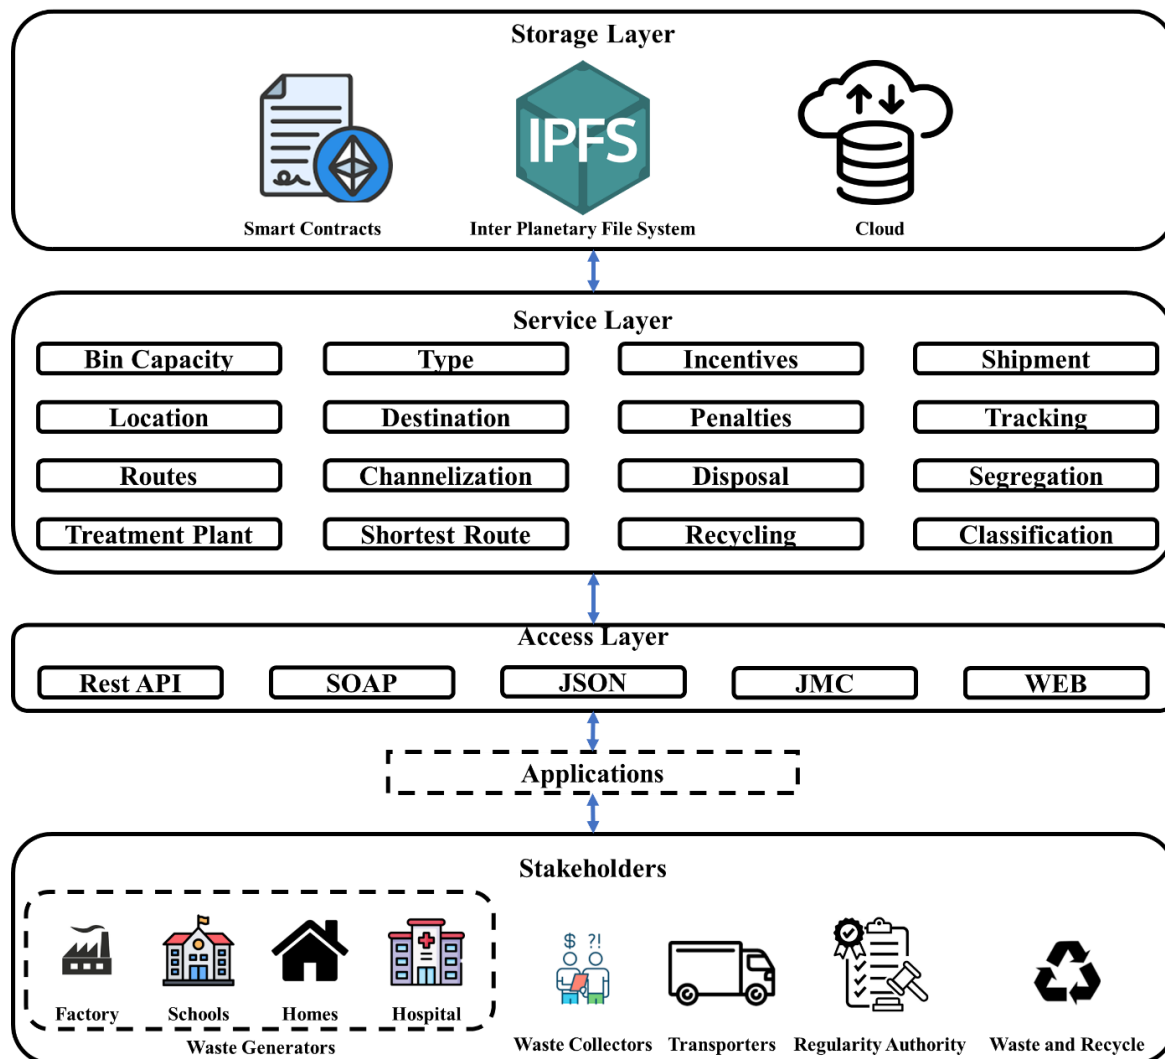 Storage Layer
IPFS
Smart Contracts
Inter Planetary File System
Cloud
Service Layer
Bin Capacity
Type
Incentives
Shipment
Location
Destination
Penalties
Tracking
Routes
Channelization
Disposal
Segregation
Treatment Plant
Shortest Route
Recycling
Classification
Access Layer
Rest API
SOAP
JSON
JMC
WEB
Applications
Stakeholders
$ ?!
Factory
Schools
Homes
Hospital
Waste Generators
Waste Collectors
Transporters
Regularity Authority
Waste and Recycle